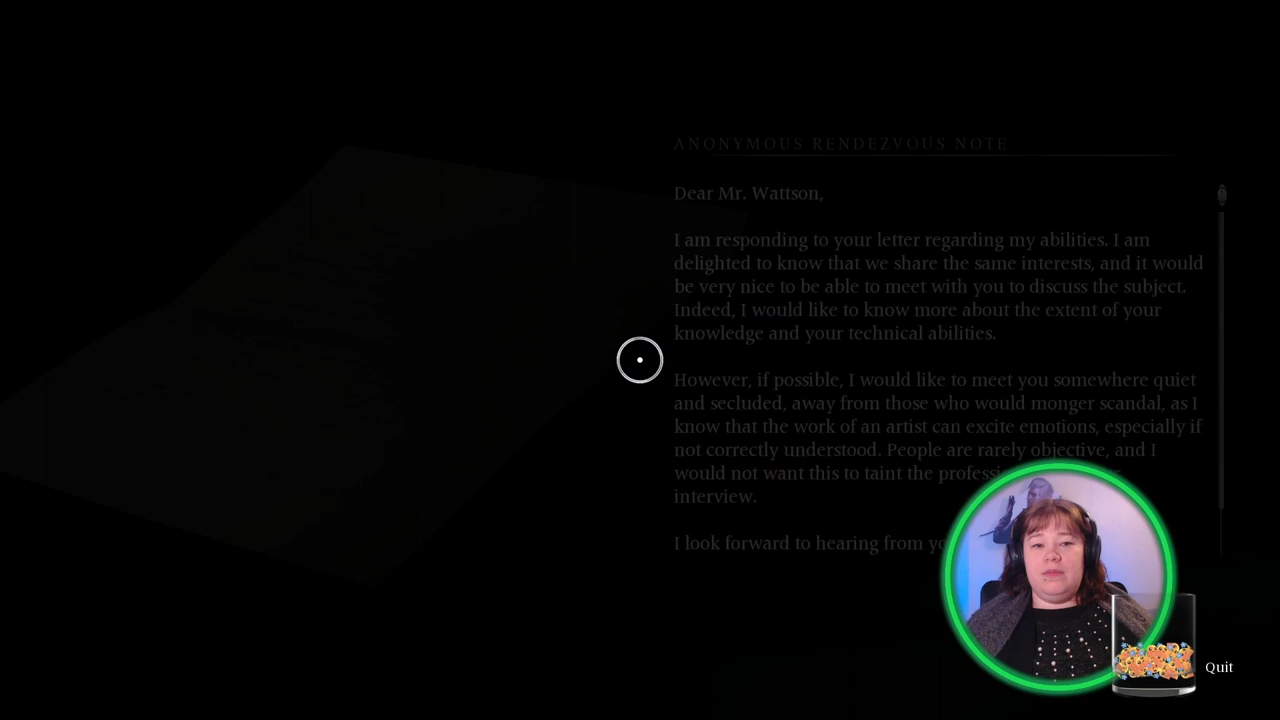 ANONYMOUS RENDEZVOUS NOTE
Dear Mr. Wattson,
I am responding to your letter regarding my abilities. I am
delighted to know that we share the same interests, and it would
be very nice to be able to meet with you to discuss the subject.
Indeed, I would like to know more about the extent of your
knowledge and your technical abilities.
However, if possible, I would like to meet you somewhere quiet
and secluded, away from those who would monger scandal, as I
know that the work of an artist can excite emotions, especially if
not correctly understood. People are rarely objective, and I
would not want this to taint the
interview.
I look forward to hearing from
Quit